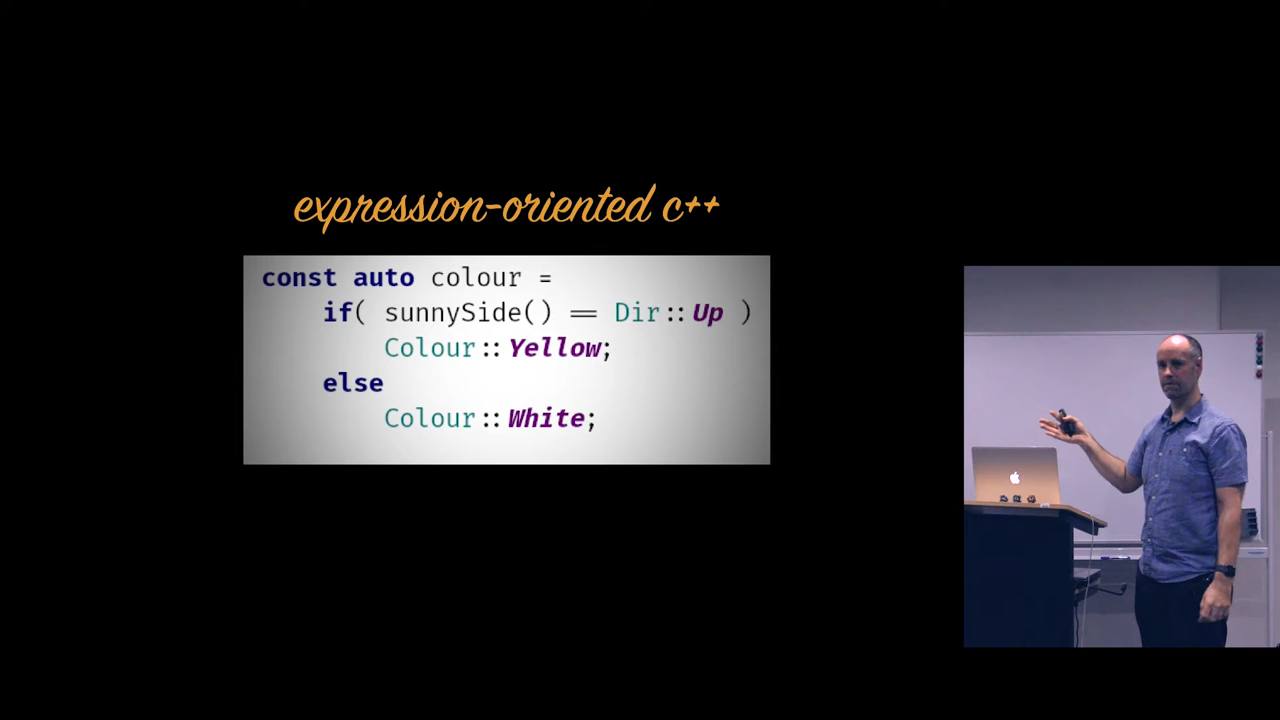 expression-oriented c++
const auto colour =
if( sunnySide() == Dir::Up )
Colour::Yellow;
else
Colour::White;